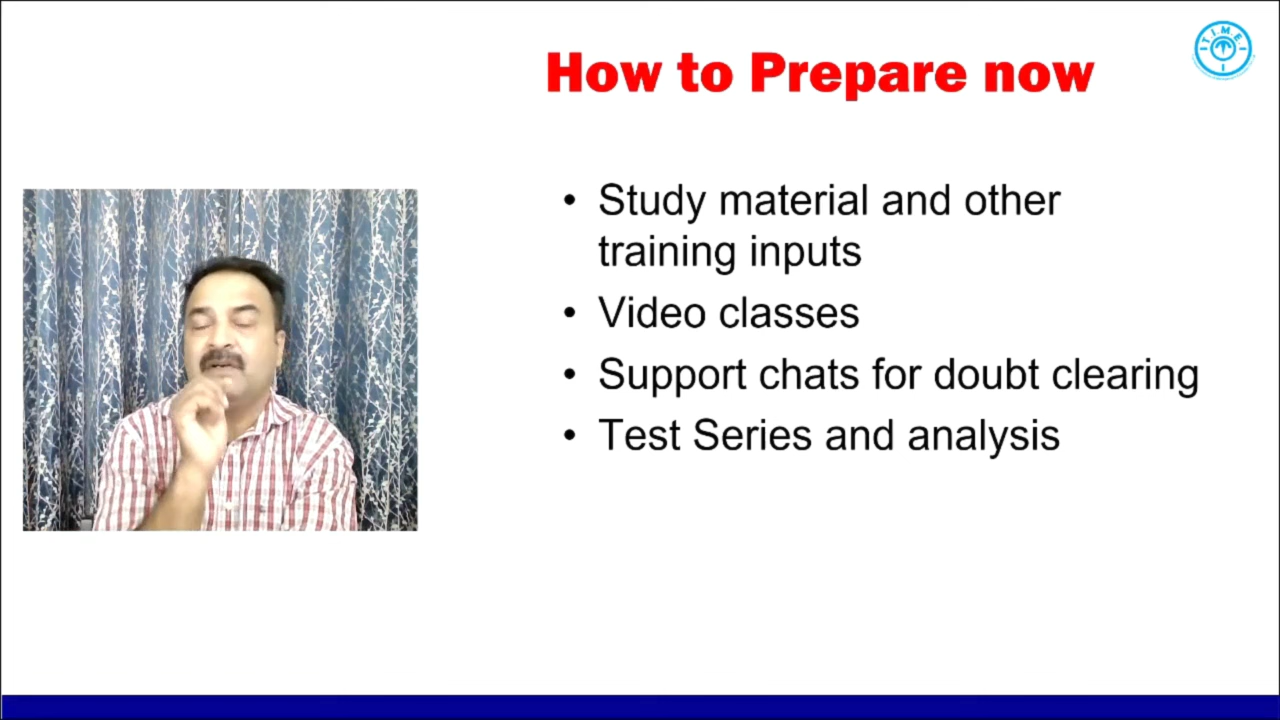 How to Prepare now
ITIMEI
• Study material and other
training inputs
• Video classes
• Support chats for doubt clearing
• Test Series and analysis